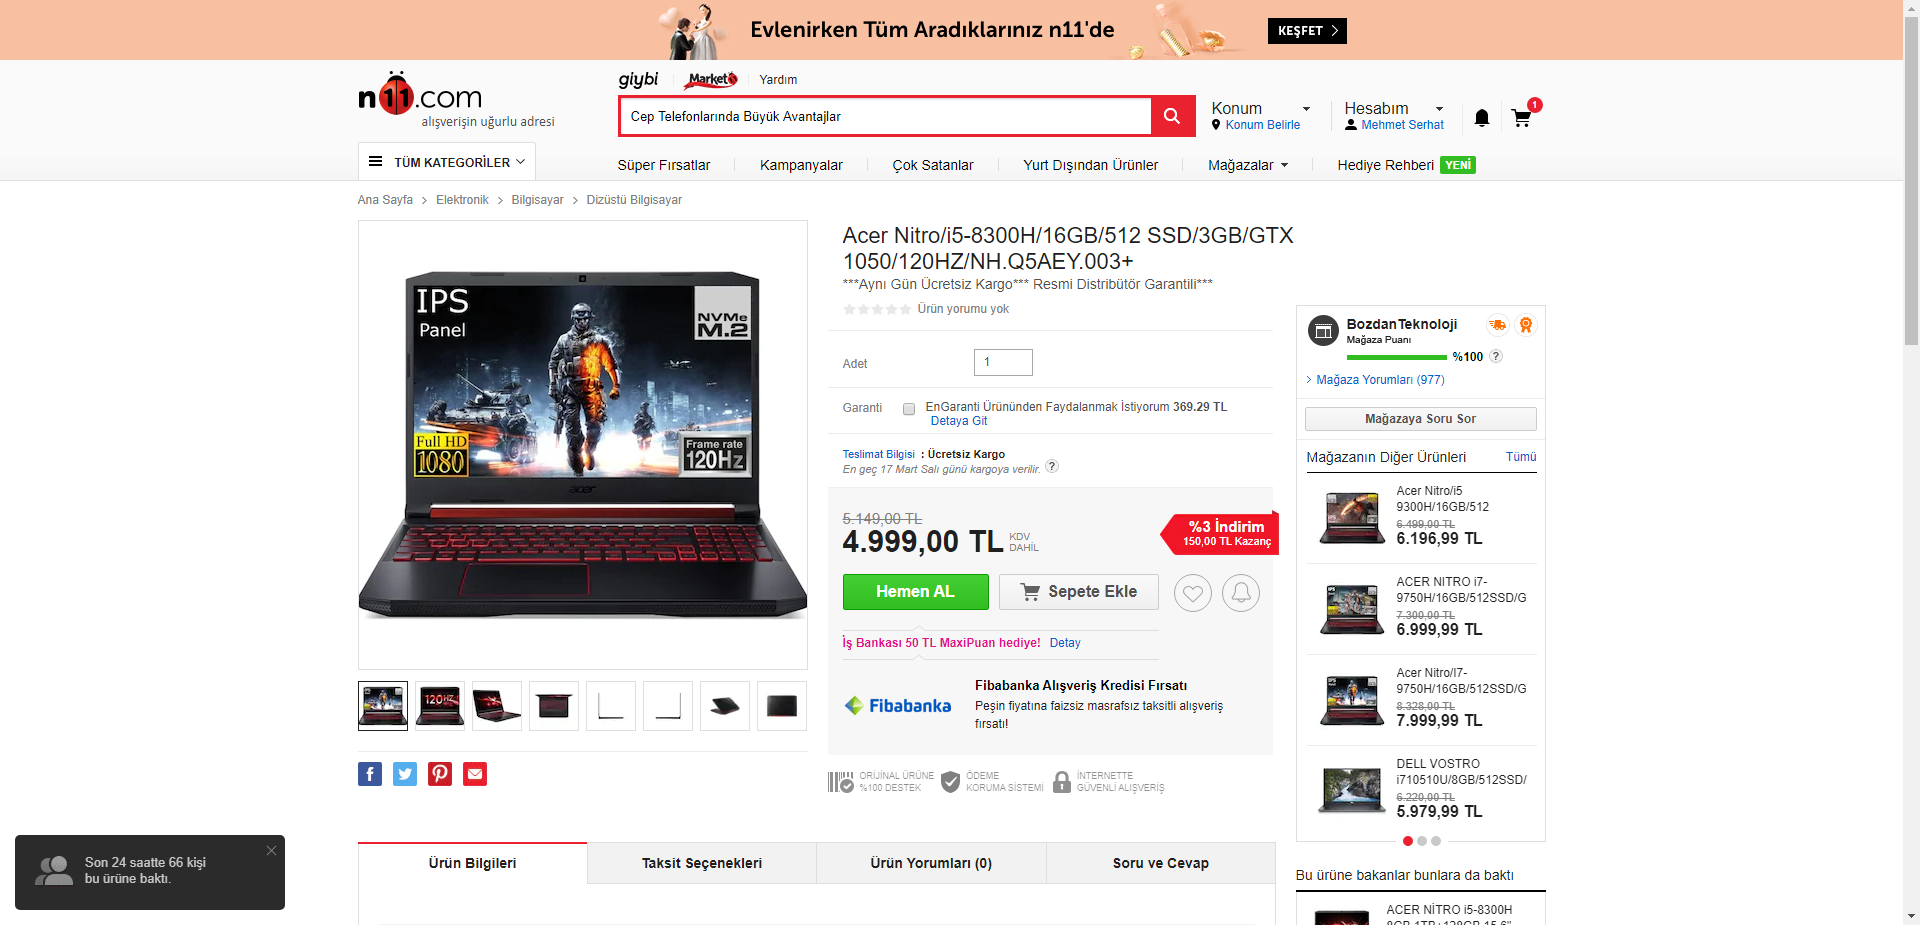 Evlenirken Tüm Aradıklarınız n11'de
KEŞFET
n11.com
alışverişin uğurlu adresi
giybi
Market
Yardım
Cep Telefonlarında Büyük Avantajlar
Konum
Konum Belirle
Hesabım
Mehmet Serhat
1
TÜM KATEGORİLER
Süper Fırsatlar
Kampanyalar
Çok Satanlar
Yurt Dışından Ürünler
Mağazalar
Hediye Rehberi YENİ
Ana Sayfa > Elektronik > Bilgisayar > Dizüstü Bilgisayar
IPS
Panel
NVMe
M.2
Full HD
1080
Frame rate
120Hz
acer
120HZ
Acer Nitro/i5-8300H/16GB/512 SSD/3GB/GTX
1050/120HZ/NH.Q5AEY.003+
***Aynı Gün Ücretsiz Kargo*** Resmi Distribütör Garantili***
Ürün yorumu yok
Adet
1
Garanti
EnGaranti Ürününden Faydalanmak İstiyorum 369.29 TL
Detaya Git
Teslimat Bilgisi : Ücretsiz Kargo
En geç 17 Mart Salı günü kargoya verilir. ?
5.149,00 TL
4.999,00 TL
KDV
DAHİL
%3 İndirim
150,00 TL Kazanç
Hemen AL
Sepete Ekle
İş Bankası 50 TL MaxiPuan hediye! Detay
Fibabanka
Fibabanka Alışveriş Kredisi Fırsatı
Peşin fiyatına faizsiz masrafsız taksitli alışveriş
fırsatı!
ORİJİNAL ÜRÜNE
%100 DESTEK
ÖDEME
KORUMA SİSTEMİ
İNTERNETTE
GÜVENLİ ALIŞVERİŞ
BozdanTeknoloji
Mağaza Puanı
%100 ?
Mağaza Yorumları (977)
Mağazaya Soru Sor
Mağazanın Diğer Ürünleri
Tümü
Acer Nitro/i5
9300H/16GB/512
6.499,00 TL
6.196,99 TL
ACER NITRO i7-
9750H/16GB/512SSD/G
7.300,00 TL
6.999,99 TL
Acer Nitro/I7-
9750H/16GB/512SSD/G
8.328,00 TL
7.999,99 TL
DELL VOSTRO
i710510U/8GB/512SSD/
6.220,00 TL
5.979,99 TL
Bu ürüne bakanlar bunlara da baktı
ACER NİTRO i5-8300H
8GB 1TB+128GB 15.6"
Ürün Bilgileri
Taksit Seçenekleri
Ürün Yorumları (0)
Soru ve Cevap
Son 24 saatte 66 kişi
bu ürüne baktı.